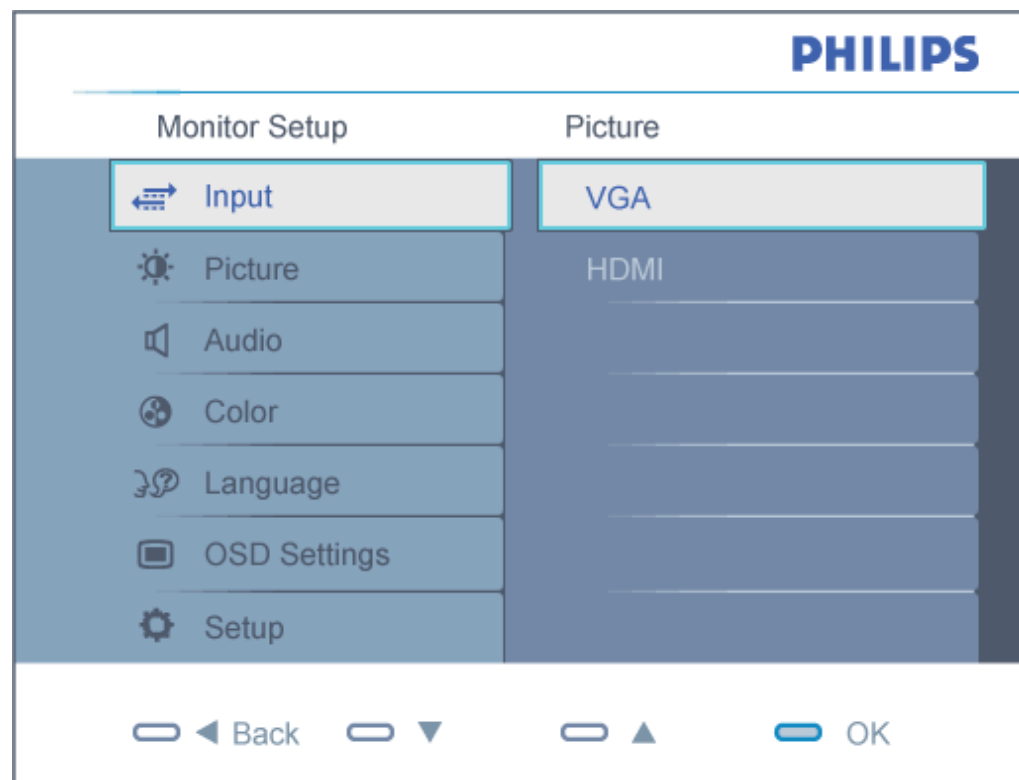 PHILIPS
Monitor Setup
Picture
Input
VGA
Picture
HDMI
Audio
Color
Language
OSD Settings
Setup
Back
OK